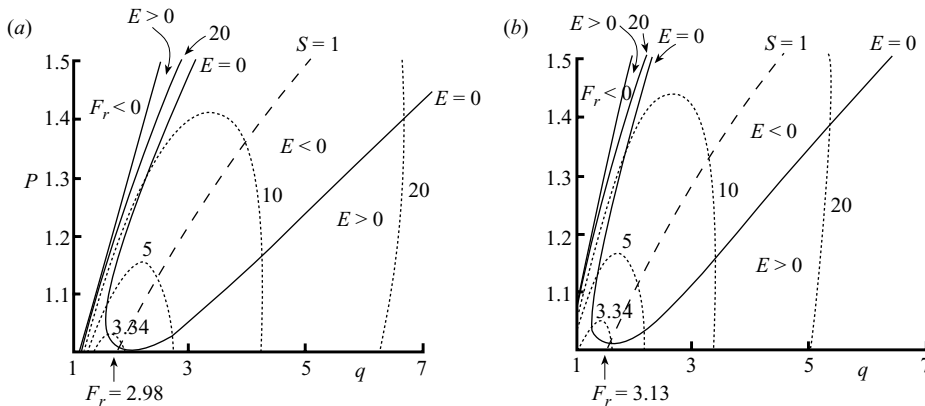 (a)
E > 0
20
E = 0
S = 1
1.5
F_r < 0
1.4
E = 0
E < 0
1.3
P
10
20
1.2
E > 0
5
1.1
3.34
1
3
5
q
7
F_r = 2.98
(b)
E > 0
20
E = 0
S = 1
E = 0
1.5
F_r < 0
1.4
E < 0
1.3
10
20
1.2
5
E > 0
1.1
3.34
1
3
5
q
7
F_r = 3.13